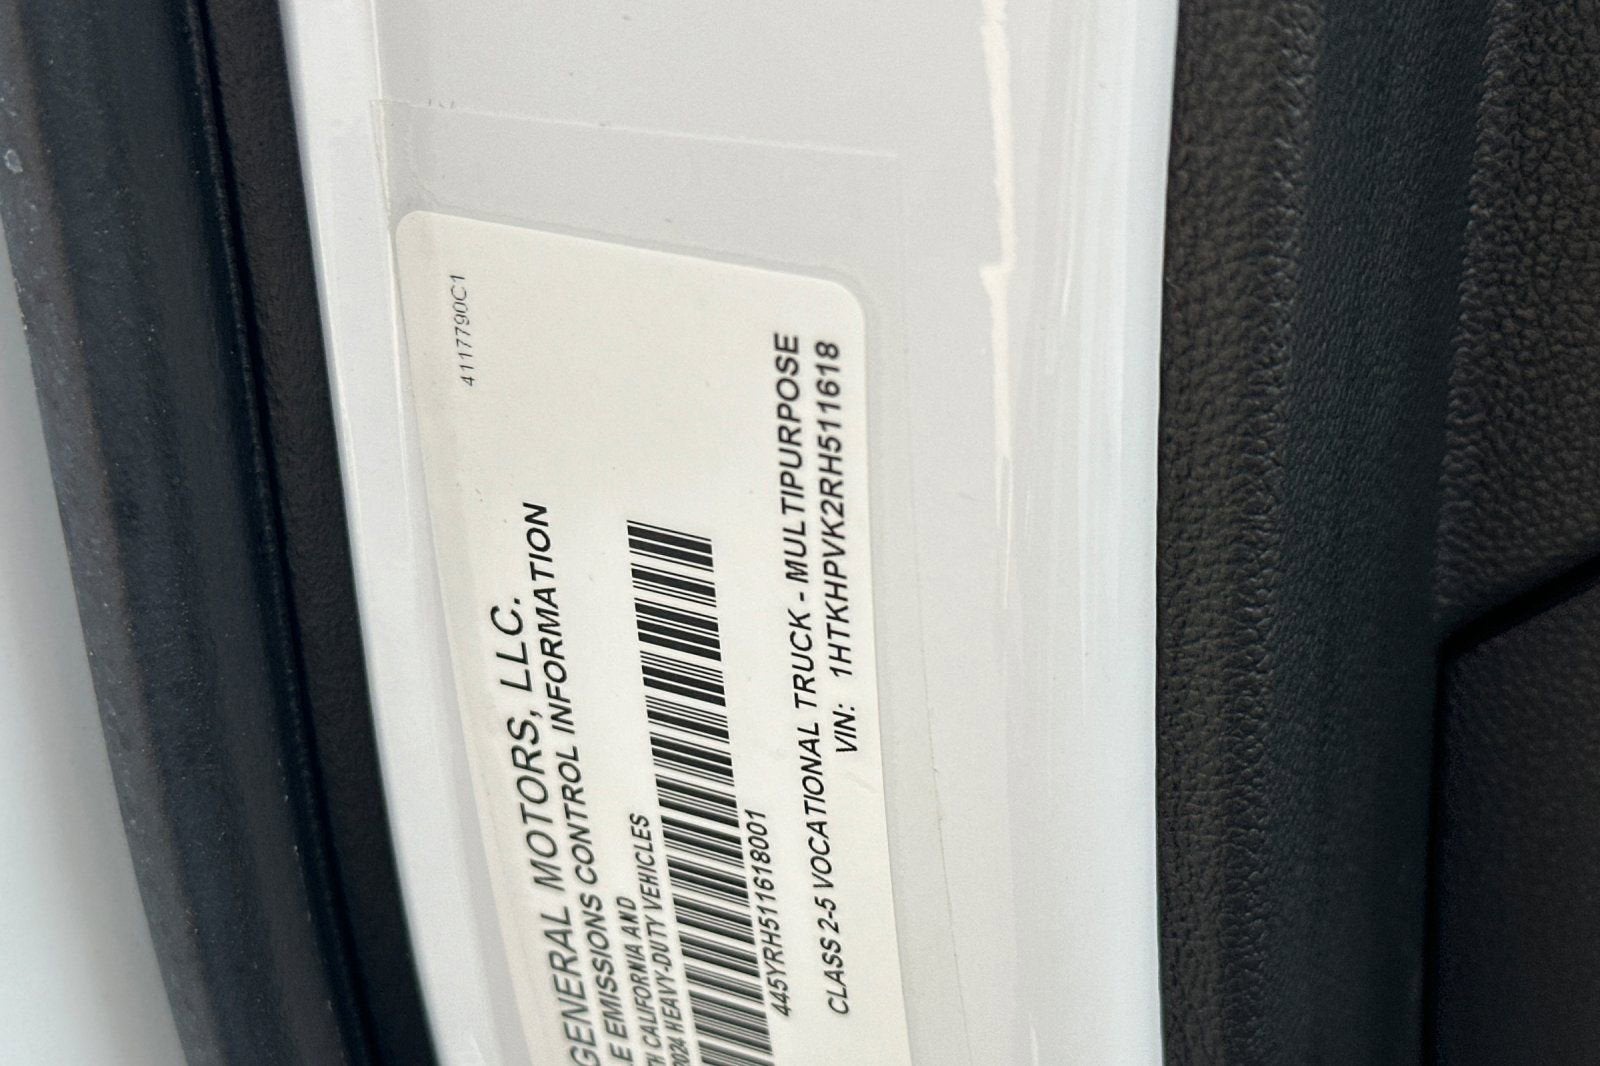 4117790C1
GENERAL MOTORS, LLC.
EMISSIONS CONTROL INFORMATION
CALIFORNIA AND
2024 HEAVY-DUTY VEHICLES
445YRH511618001
CLASS 2-5 VOCATIONAL TRUCK - MULTIPURPOSE
VIN: 1HTKHPVK2RH511618